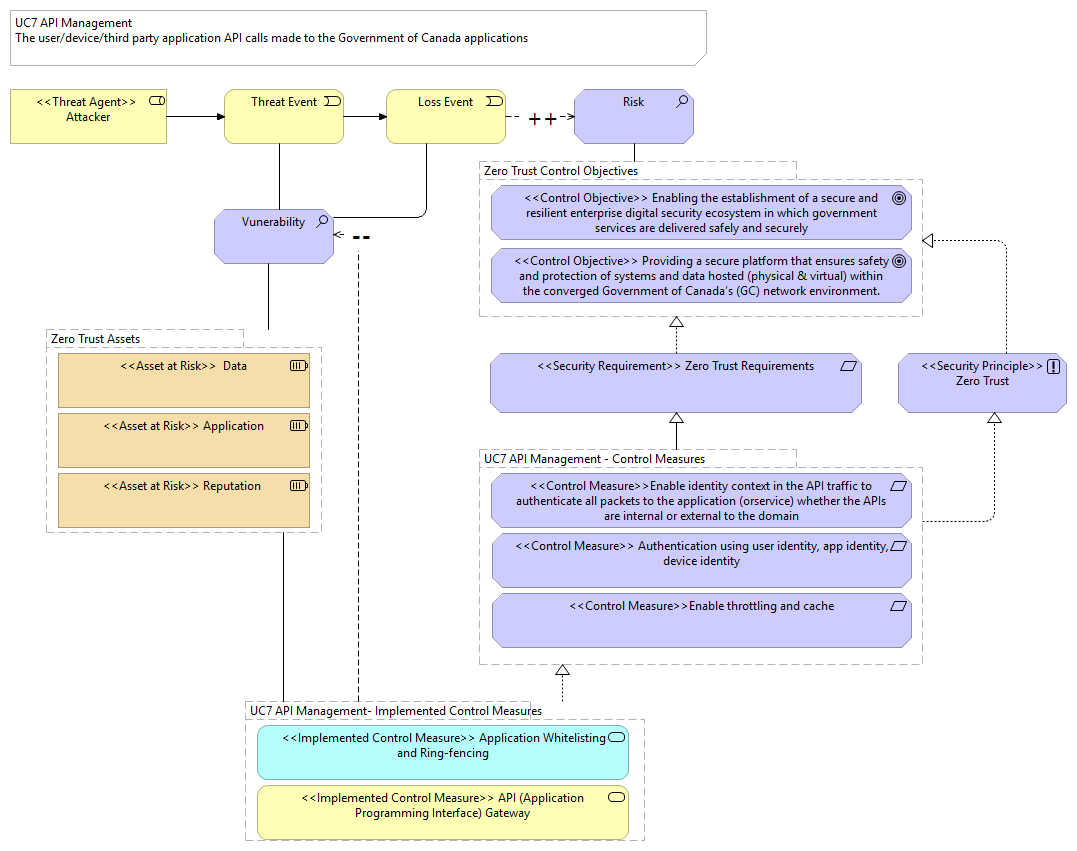 UC7 API Management
The user/device/third party application API calls made to the Government of Canada applications
<<Threat Agent>>
Attacker
Threat Event
Loss Event
++
Risk
Zero Trust Control Objectives
<<Control Objective>> Enabling the establishment of a secure and
resilient enterprise digital security ecosystem in which government
services are delivered safely and securely
<<Control Objective>> Providing a secure platform that ensures safety
and protection of systems and data hosted (physical & virtual) within
the converged Government of Canada's (GC) network environment.
Vunerability
--
Zero Trust Assets
<<Asset at Risk>> Data
<<Asset at Risk>> Application
<<Asset at Risk>> Reputation
<<Security Requirement>> Zero Trust Requirements
<<Security Principle>>
Zero Trust
UC7 API Management - Control Measures
<<Control Measure>>Enable identity context in the API traffic to
authenticate all packets to the application (orservice) whether the APIs
are internal or external to the domain
<<Control Measure>> Authentication using user identity, app identity,
device identity
<<Control Measure>>Enable throttling and cache
UC7 API Management- Implemented Control Measures
<<Implemented Control Measure>> Application Whitelisting
and Ring-fencing
<<Implemented Control Measure>> API (Application
Programming Interface) Gateway